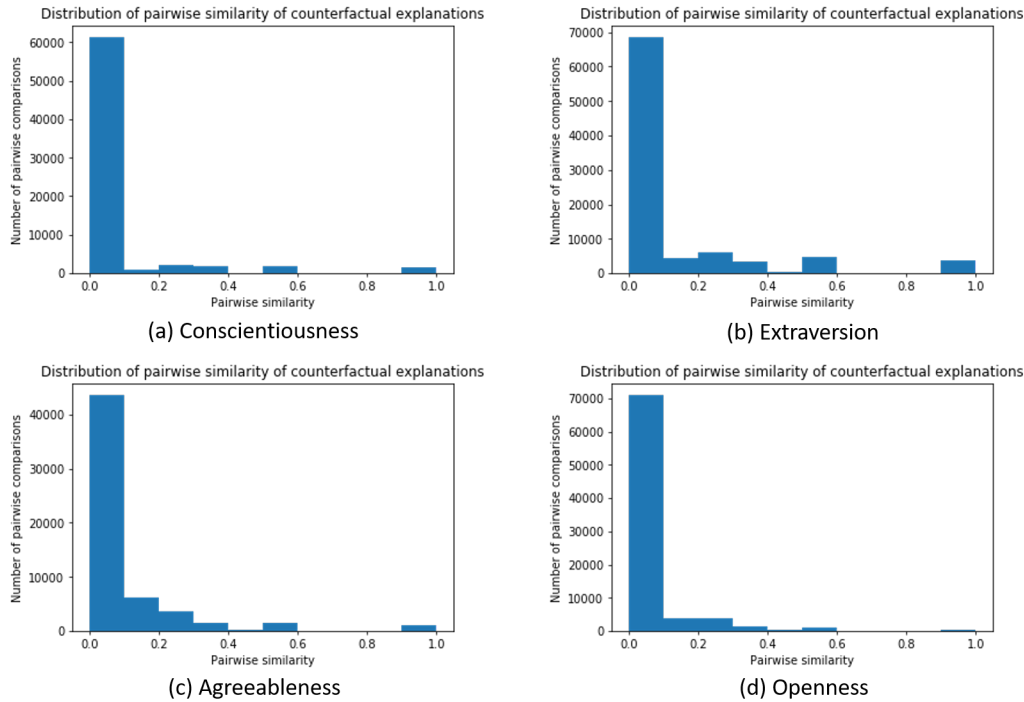 Distribution of pairwise similarity of counterfactual explanations
Number of pairwise comparisons
60000
50000
40000
30000
20000
10000
0
0.0 0.2 0.4 0.6 0.8 1.0
Pairwise similarity
(a) Conscientiousness
Distribution of pairwise similarity of counterfactual explanations
Number of pairwise comparisons
70000
60000
50000
40000
30000
20000
10000
0
0.0 0.2 0.4 0.6 0.8 1.0
Pairwise similarity
(b) Extraversion
Distribution of pairwise similarity of counterfactual explanations
Number of pairwise comparisons
40000
30000
20000
10000
0
0.0 0.2 0.4 0.6 0.8 1.0
Pairwise similarity
(c) Agreeableness
Distribution of pairwise similarity of counterfactual explanations
Number of pairwise comparisons
70000
60000
50000
40000
30000
20000
10000
0
0.0 0.2 0.4 0.6 0.8 1.0
Pairwise similarity
(d) Openness